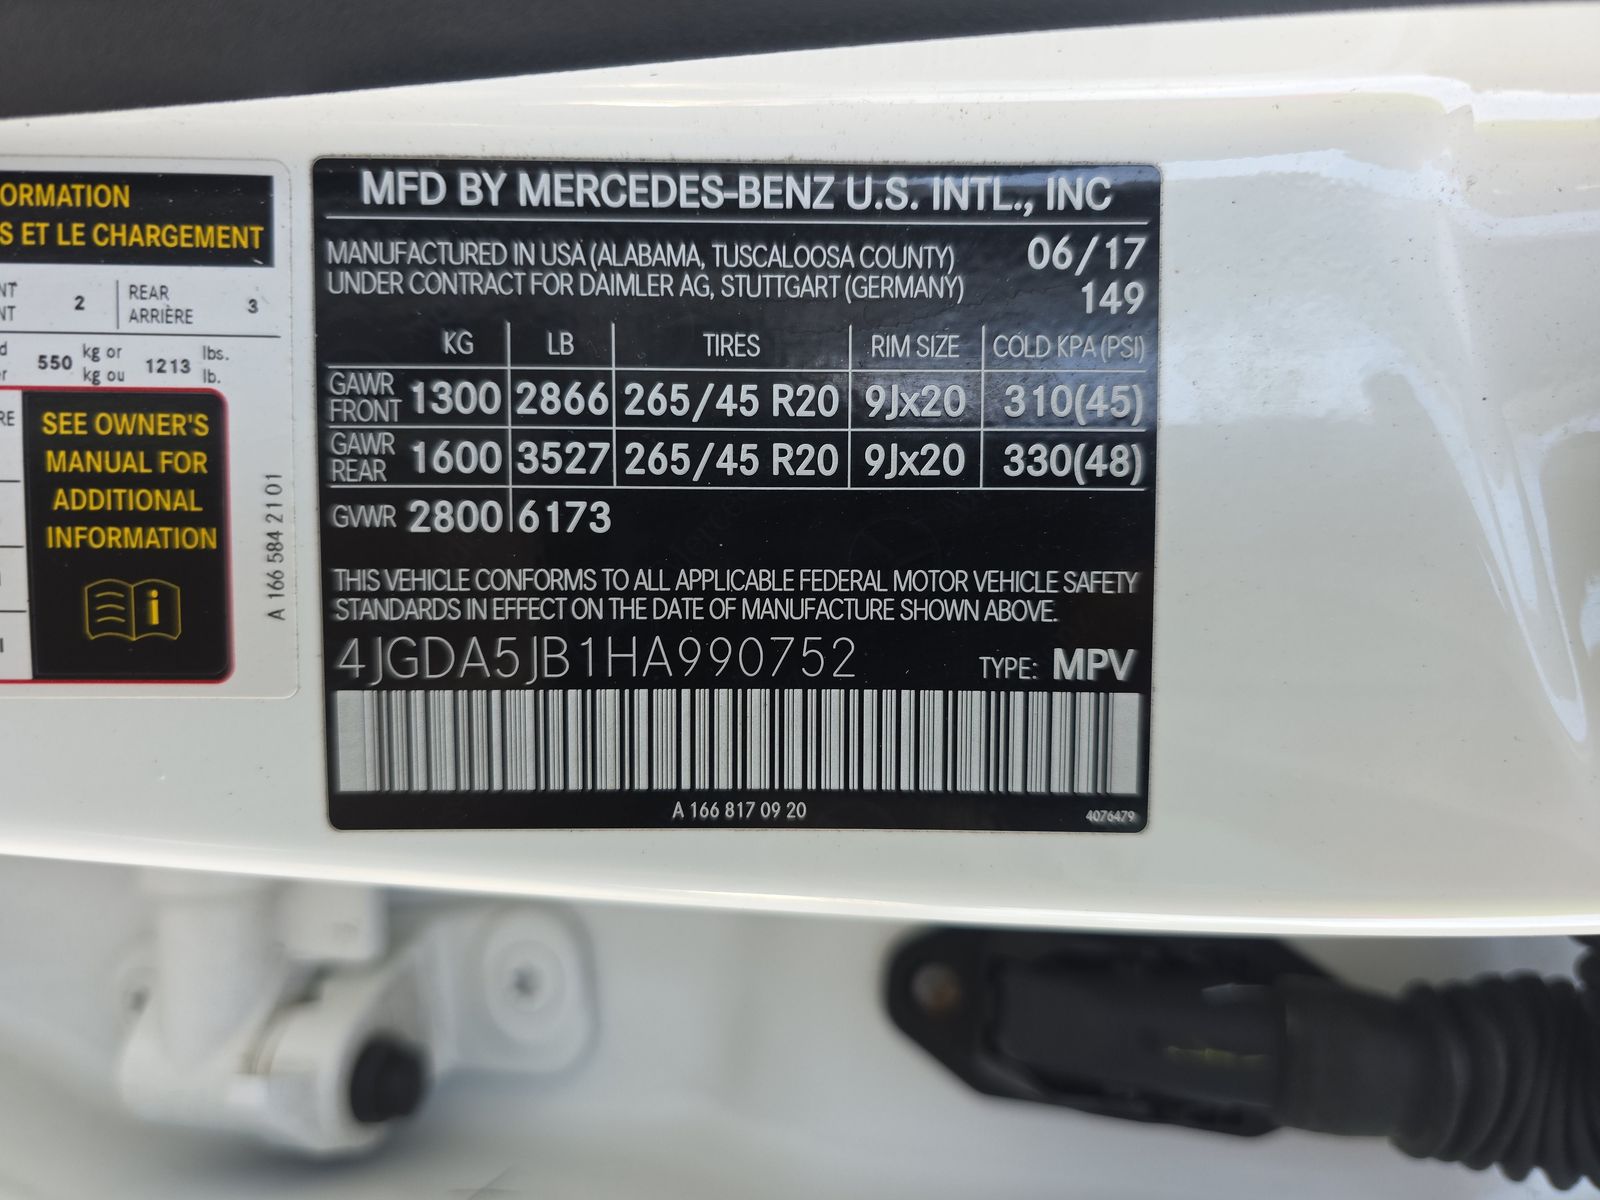 ORMATION
S ET LE CHARGEMENT
NT 2 REAR 3
NT ARRIÈRE
550 kg or 1213 lbs.
kg ou lb.
RE
SEE OWNER'S
MANUAL FOR
ADDITIONAL
INFORMATION
i
A 166 584 21 01
MFD BY MERCEDES-BENZ U.S. INTL., INC
MANUFACTURED IN USA (ALABAMA, TUSCALOOSA COUNTY) 06/17
UNDER CONTRACT FOR DAIMLER AG, STUTTGART (GERMANY) 149
KG LB TIRES RIM SIZE COLD KPA (PSI)
GAWR FRONT 1300 2866 265/45 R20 9Jx20 310(45)
GAWR REAR 1600 3527 265/45 R20 9Jx20 330(48)
GVWR 2800 6173
THIS VEHICLE CONFORMS TO ALL APPLICABLE FEDERAL MOTOR VEHICLE SAFETY
STANDARDS IN EFFECT ON THE DATE OF MANUFACTURE SHOWN ABOVE.
4JGDA5JB1HA990752 TYPE: MPV
A 166 817 09 20 4076479